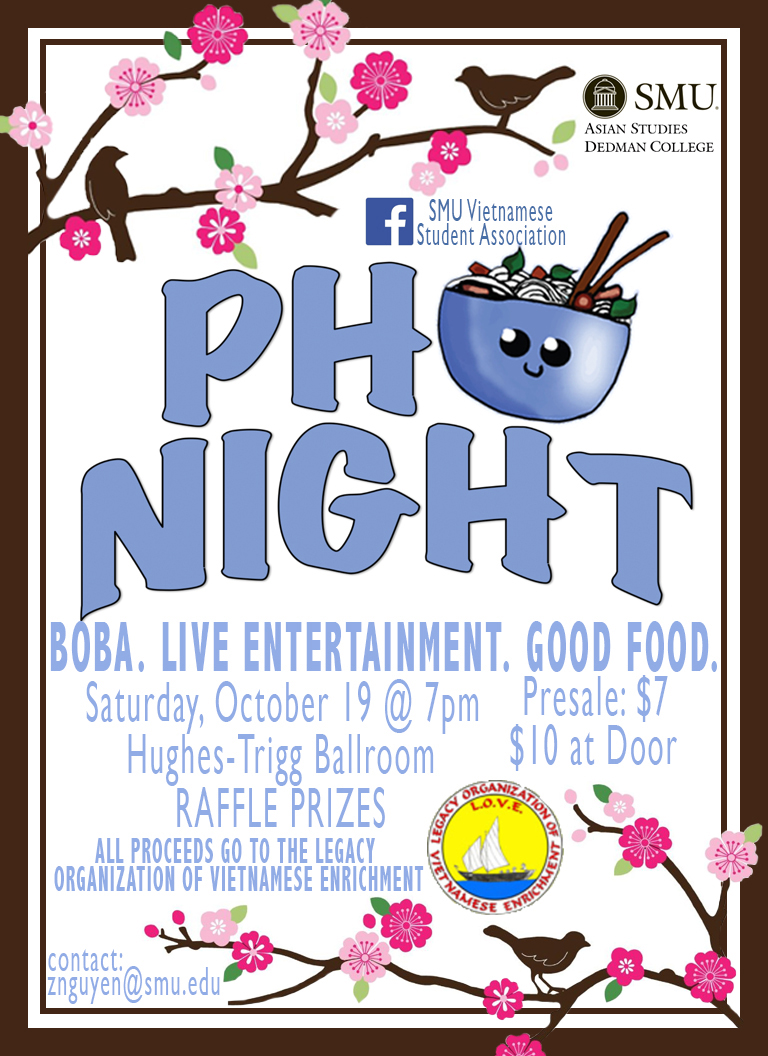 SMU
ASIAN STUDIES
DEDMAN COLLEGE
f
SMU Vietnamese
Student Association
PH
NIGHT
BOBA. LIVE ENTERTAINMENT. GOOD FOOD.
Saturday, October 19 @ 7pm
Hughes-Trigg Ballroom
RAFFLE PRIZES
Presale: $7
$10 at Door
ALL PROCEEDS GO TO THE LEGACY
ORGANIZATION OF VIETNAMESE ENRICHMENT
LEGACY ORGANIZATION OF
L.O.V.E.
VIETNAMESE ENRICHMENT
contact:
znguyen@smu.edu